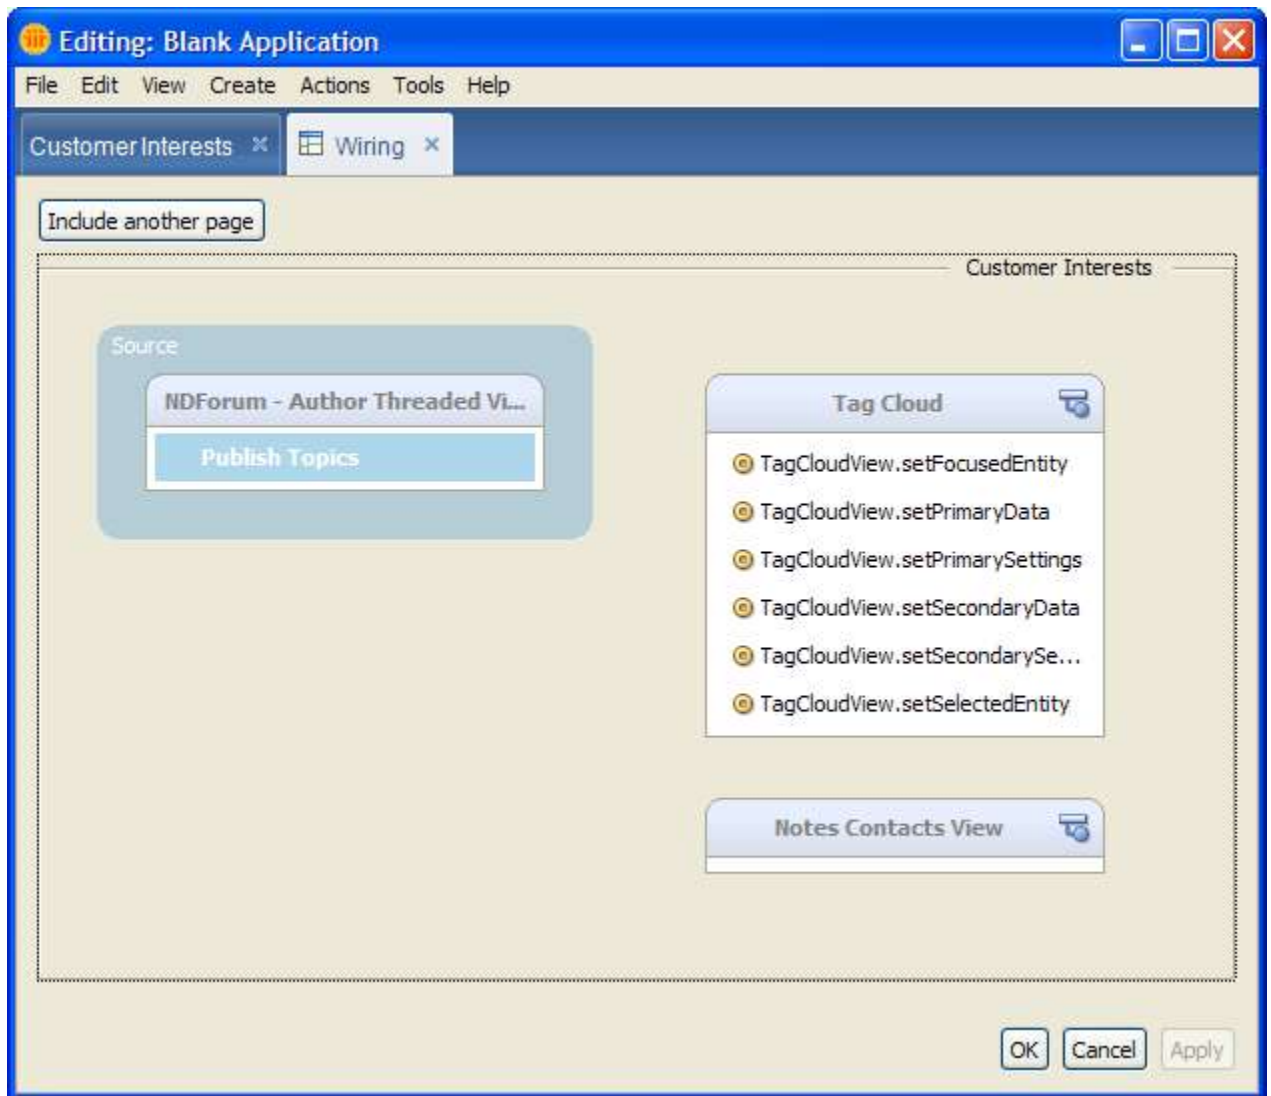 Editing: Blank Application
File Edit View Create Actions Tools Help
Customer Interests Wiring
Include another page
Customer Interests
Source
NDForum - Author Threaded Vi...
Publish Topics
Tag Cloud
TagCloudView.setFocusedEntity
TagCloudView.setPrimaryData
TagCloudView.setPrimarySettings
TagCloudView.setSecondaryData
TagCloudView.setSecondarySe...
TagCloudView.setSelectedEntity
Notes Contacts View
OK Cancel Apply